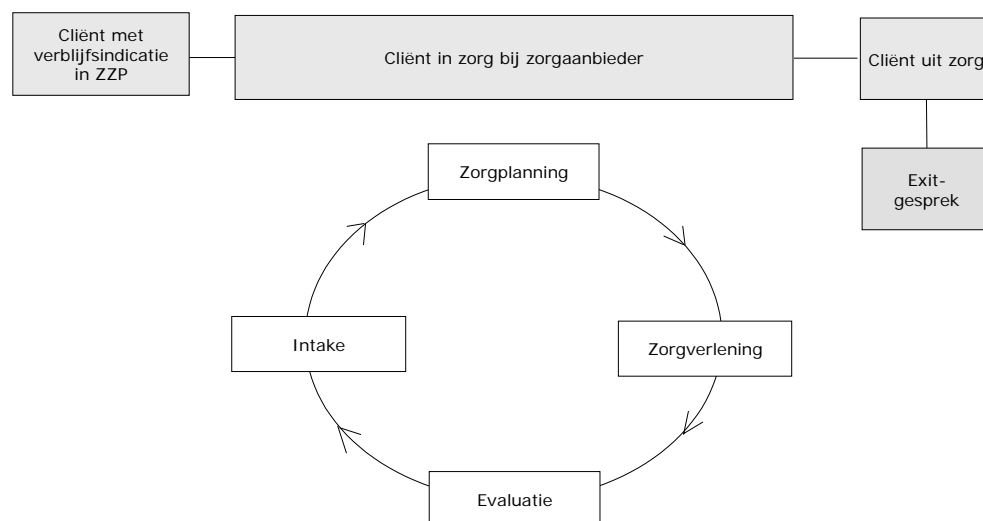 Cliënt met
verblijfsindicatie
in ZZP
Cliënt in zorg bij zorgaanbieder
Cliënt uit zorg
Exit-
gesprek
Zorgplanning
Intake
Zorgverlening
Evaluatie